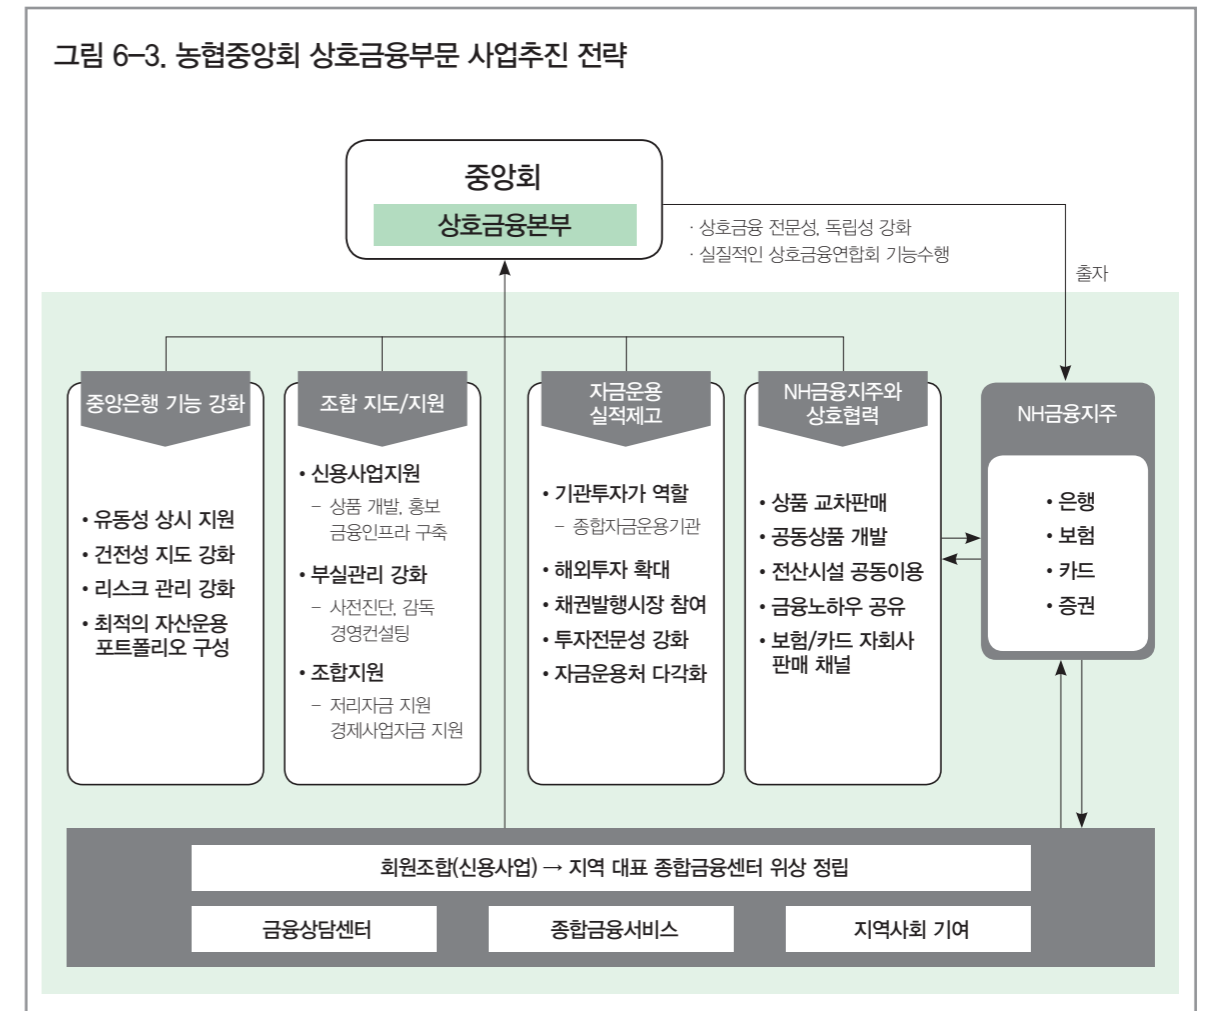 그림 6-3. 농협중앙회 상호금융부문 사업추진 전략
중앙회
상호금융본부
· 상호금융 전문성, 독립성 강화
· 실질적인 상호금융연합회 기능수행
출자
중앙은행 기능 강화
• 유동성 상시 지원
• 건전성 지도 강화
• 리스크 관리 강화
• 최적의 자산운용
포트폴리오 구성
조합 지도/지원
• 신용사업지원
- 상품 개발, 홍보
금융인프라 구축
• 부실관리 강화
- 사전진단, 감독
경영컨설팅
• 조합지원
- 저리자금 지원
경제사업자금 지원
자금운용
실적제고
• 기관투자가 역할
- 종합자금운용기관
• 해외투자 확대
• 채권발행시장 참여
• 투자전문성 강화
• 자금운용처 다각화
NH금융지주와
상호협력
• 상품 교차판매
• 공동상품 개발
• 전산시설 공동이용
• 금융노하우 공유
• 보험/카드 자회사
판매 채널
NH금융지주
• 은행
• 보험
• 카드
• 증권
회원조합(신용사업) → 지역 대표 종합금융센터 위상 정립
금융상담센터
종합금융서비스
지역사회 기여